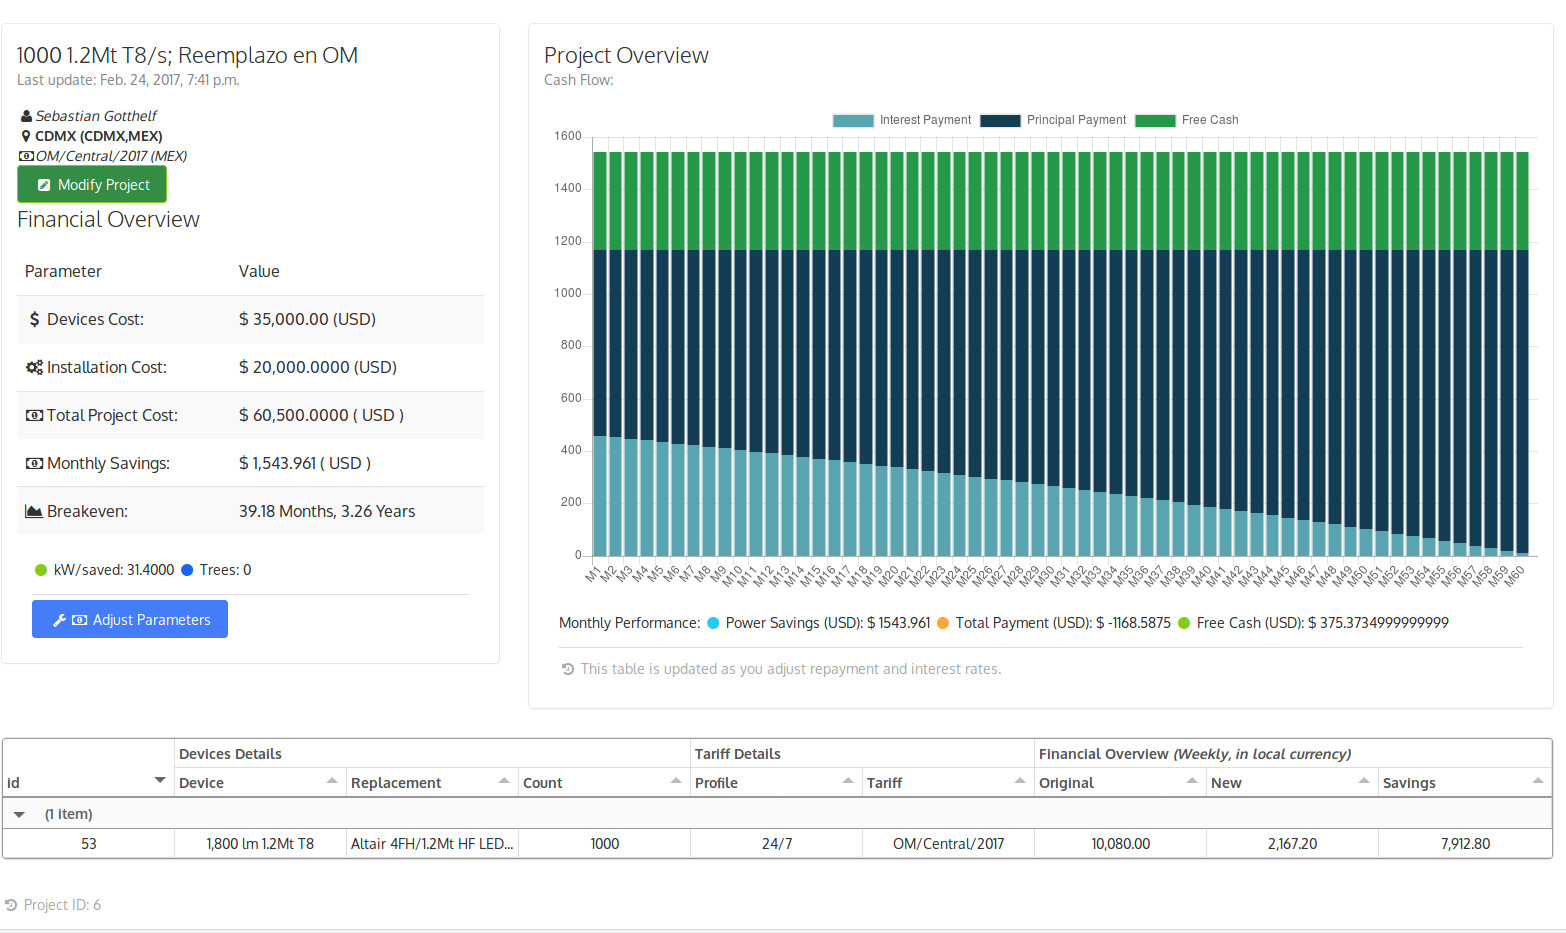 1000 1.2Mt T8/s; Reemplazo en OM
Last update: Feb. 24, 2017, 7:41 p.m.
Sebastian Gotthelf
CDMX (CDMX,MEX)
OM/Central/2017 (MEX)
Modify Project
Financial Overview
Parameter Value
Devices Cost: $ 35,000.00 (USD)
Installation Cost: $ 20,000.0000 (USD)
Total Project Cost: $ 60,500.0000 ( USD )
Monthly Savings: $ 1,543.961 ( USD )
Breakeven: 39.18 Months, 3.26 Years
kW/saved: 31.4000 Trees: 0
Adjust Parameters
Project Overview
Cash Flow:
Interest Payment Principal Payment Free Cash
1600
1400
1200
1000
800
600
400
200
0
M1 M2 M3 M4 M5 M6 M7 M8 M9 M10 M11 M12 M13 M14 M15 M16 M17 M18 M19 M20 M21 M22 M23 M24 M25 M26 M27 M28 M29 M30 M31 M32 M33 M34 M35 M36 M37 M38 M39 M40 M41 M42 M43 M44 M45 M46 M47 M48 M49 M50 M51 M52 M53 M54 M55 M56 M57 M58 M59 M60
Monthly Performance: Power Savings (USD): $ 1543.961 Total Payment (USD): $ -1168.5875 Free Cash (USD): $ 375.3734999999999
This table is updated as you adjust repayment and interest rates.
Devices Details Tariff Details Financial Overview (Weekly, in local currency)
id Device Replacement Count Profile Tariff Original New Savings
(1 item)
53 1,800 lm 1.2Mt T8 Altair 4FH/1.2Mt HF LED... 1000 24/7 OM/Central/2017 10,080.00 2,167.20 7,912.80
Project ID: 6